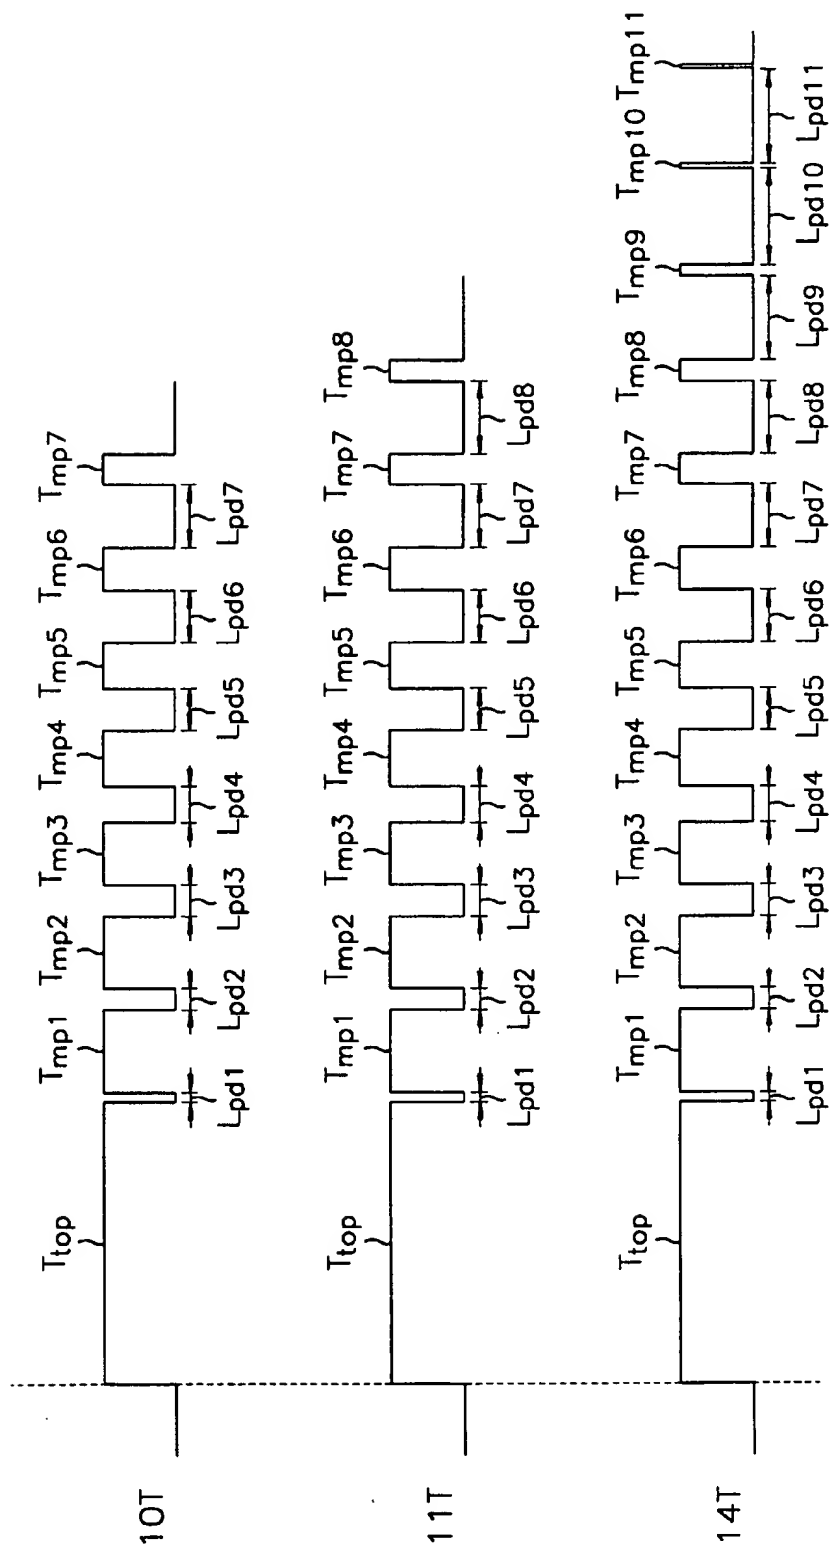 10T
Ttop Tmp1 Tmp2 Tmp3 Tmp4 Tmp5 Tmp6 Tmp7
Lpd1 Lpd2 Lpd3 Lpd4 Lpd5 Lpd6 Lpd7
11T
Ttop Tmp1 Tmp2 Tmp3 Tmp4 Tmp5 Tmp6 Tmp7 Tmp8
Lpd1 Lpd2 Lpd3 Lpd4 Lpd5 Lpd6 Lpd7 Lpd8
14T
Ttop Tmp1 Tmp2 Tmp3 Tmp4 Tmp5 Tmp6 Tmp7 Tmp8 Tmp9 Tmp10 Tmp11
Lpd1 Lpd2 Lpd3 Lpd4 Lpd5 Lpd6 Lpd7 Lpd8 Lpd9 Lpd10 Lpd11